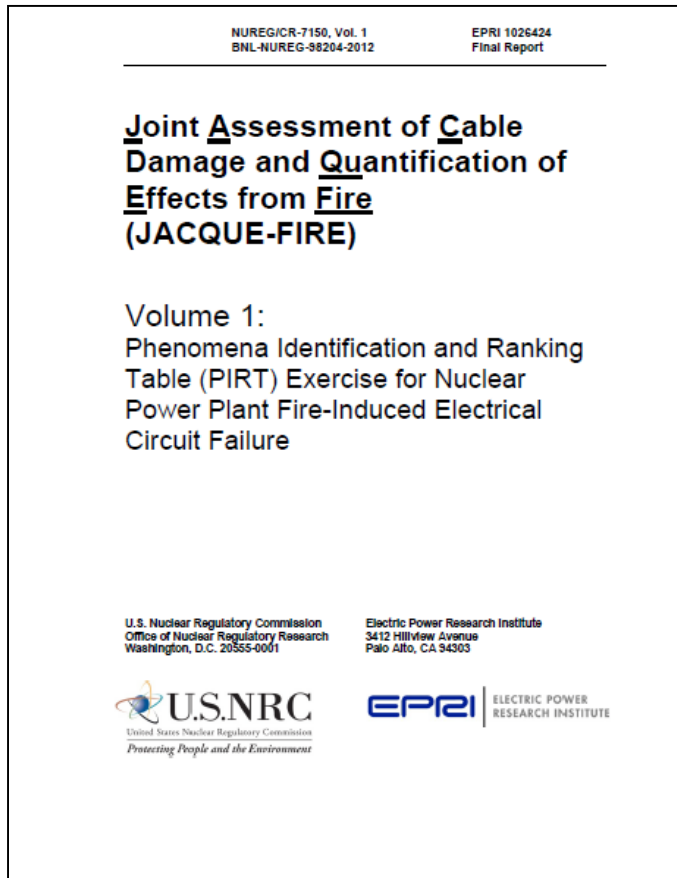 NUREG/CR-7150, Vol. 1
EPRI 1026424
BNL-NUREG-98204-2012
Final Report
Joint Assessment of Cable
Damage and Quantification of
Effects from Fire
(JACQUE-FIRE)
Volume 1:
Phenomena Identification and Ranking
Table (PIRT) Exercise for Nuclear
Power Plant Fire-Induced Electrical
Circuit Failure
U.S. Nuclear Regulatory Commission
Office of Nuclear Regulatory Research
Washington, D.C. 20555-0001
Electric Power Research Institute
3412 Hillview Avenue
Palo Alto, CA 94303
U.S.NRC
United States Nuclear Regulatory Commission
Protecting People and the Environment
EPRI
ELECTRIC POWER
RESEARCH INSTITUTE